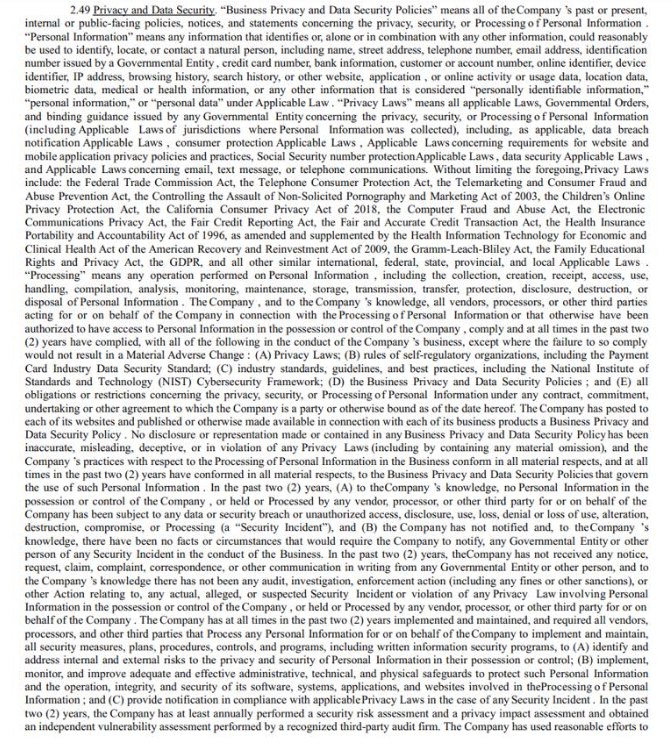 2.49 Privacy and Data Security. “Business Privacy and Data Security Policies” means all of the Company ’s past or present,
internal or public-facing policies, notices, and statements concerning the privacy, security, or Processing of Personal Information .
“Personal Information” means any information that identifies or, alone or in combination with any other information, could reasonably
be used to identify, locate, or contact a natural person, including name, street address, telephone number, email address, identification
number issued by a Governmental Entity , credit card number, bank information, customer or account number, online identifier, device
identifier, IP address, browsing history, search history, or other website, application , or online activity or usage data, location data,
biometric data, medical or health information, or any other information that is considered “personally identifiable information,”
“personal information,” or “personal data” under Applicable Law . “Privacy Laws” means all applicable Laws, Governmental Orders,
and binding guidance issued by any Governmental Entity concerning the privacy, security, or Processing of Personal Information
(including Applicable Laws of jurisdictions where Personal Information was collected), including, as applicable, data breach
notification Applicable Laws , consumer protection Applicable Laws , Applicable Laws concerning requirements for website and
mobile application privacy policies and practices, Social Security number protection Applicable Laws , data security Applicable Laws ,
and Applicable Laws concerning email, text message, or telephone communications. Without limiting the foregoing, Privacy Laws
include: the Federal Trade Commission Act, the Telephone Consumer Protection Act, the Telemarketing and Consumer Fraud and
Abuse Prevention Act, the Controlling the Assault of Non-Solicited Pornography and Marketing Act of 2003, the Children’s Online
Privacy Protection Act, the California Consumer Privacy Act of 2018, the Computer Fraud and Abuse Act, the Electronic
Communications Privacy Act, the Fair Credit Reporting Act, the Fair and Accurate Credit Transaction Act, the Health Insurance
Portability and Accountability Act of 1996, as amended and supplemented by the Health Information Technology for Economic and
Clinical Health Act of the American Recovery and Reinvestment Act of 2009, the Gramm-Leach-Bliley Act, the Family Educational
Rights and Privacy Act, the GDPR, and all other similar international, federal, state, provincial, and local Applicable Laws .
“Processing” means any operation performed on Personal Information , including the collection, creation, receipt, access, use,
handling, compilation, analysis, monitoring, maintenance, storage, transmission, transfer, protection, disclosure, destruction, or
disposal of Personal Information . The Company , and to the Company ’s knowledge, all vendors, processors, or other third parties
acting for or on behalf of the Company in connection with the Processing of Personal Information or that otherwise have been
authorized to have access to Personal Information in the possession or control of the Company , comply and at all times in the past two
(2) years have complied, with all of the following in the conduct of the Company ’s business, except where the failure to so comply
would not result in a Material Adverse Change : (A) Privacy Laws; (B) rules of self-regulatory organizations, including the Payment
Card Industry Data Security Standard; (C) industry standards, guidelines, and best practices, including the National Institute of
Standards and Technology (NIST) Cybersecurity Framework; (D) the Business Privacy and Data Security Policies ; and (E) all
obligations or restrictions concerning the privacy, security, or Processing of Personal Information under any contract, commitment,
undertaking or other agreement to which the Company is a party or otherwise bound as of the date hereof. The Company has posted to
each of its websites and published or otherwise made available in connection with each of its business products a Business Privacy and
Data Security Policy . No disclosure or representation made or contained in any Business Privacy and Data Security Policy has been
inaccurate, misleading, deceptive, or in violation of any Privacy Laws (including by containing any material omission), and the
Company ’s practices with respect to the Processing of Personal Information in the Business conform in all material respects, and at all
times in the past two (2) years have conformed in all material respects, to the Business Privacy and Data Security Policies that govern
the use of such Personal Information . In the past two (2) years, (A) to the Company ’s knowledge, no Personal Information in the
possession or control of the Company , or held or Processed by any vendor, processor, or other third party for or on behalf of the
Company has been subject to any data or security breach or unauthorized access, disclosure, use, loss, denial or loss of use, alteration,
destruction, compromise, or Processing (a “Security Incident”), and (B) the Company has not notified and, to the Company ’s
knowledge, there have been no facts or circumstances that would require the Company to notify, any Governmental Entity or other
person of any Security Incident in the conduct of the Business. In the past two (2) years, the Company has not received any notice,
request, claim, complaint, correspondence, or other communication in writing from any Governmental Entity or other person, and to
the Company ’s knowledge there has not been any audit, investigation, enforcement action (including any fines or other sanctions), or
other Action relating to, any actual, alleged, or suspected Security Incident or violation of any Privacy Law involving Personal
Information in the possession or control of the Company , or held or Processed by any vendor, processor, or other third party for or on
behalf of the Company . The Company has at all times in the past two (2) years implemented and maintained, and required all vendors,
processors, and other third parties that Process any Personal Information for or on behalf of the Company to implement and maintain,
all security measures, plans, procedures, controls, and programs, including written information security programs, to (A) identify and
address internal and external risks to the privacy and security of Personal Information in their possession or control; (B) implement,
monitor, and improve adequate and effective administrative, technical, and physical safeguards to protect such Personal Information
and the operation, integrity, and security of its software, systems, applications, and websites involved in the Processing of Personal
Information ; and (C) provide notification in compliance with applicable Privacy Laws in the case of any Security Incident . In the past
two (2) years, the Company has at least annually performed a security risk assessment and a privacy impact assessment and obtained
an independent vulnerability assessment performed by a recognized third-party audit firm. The Company has used reasonable efforts to